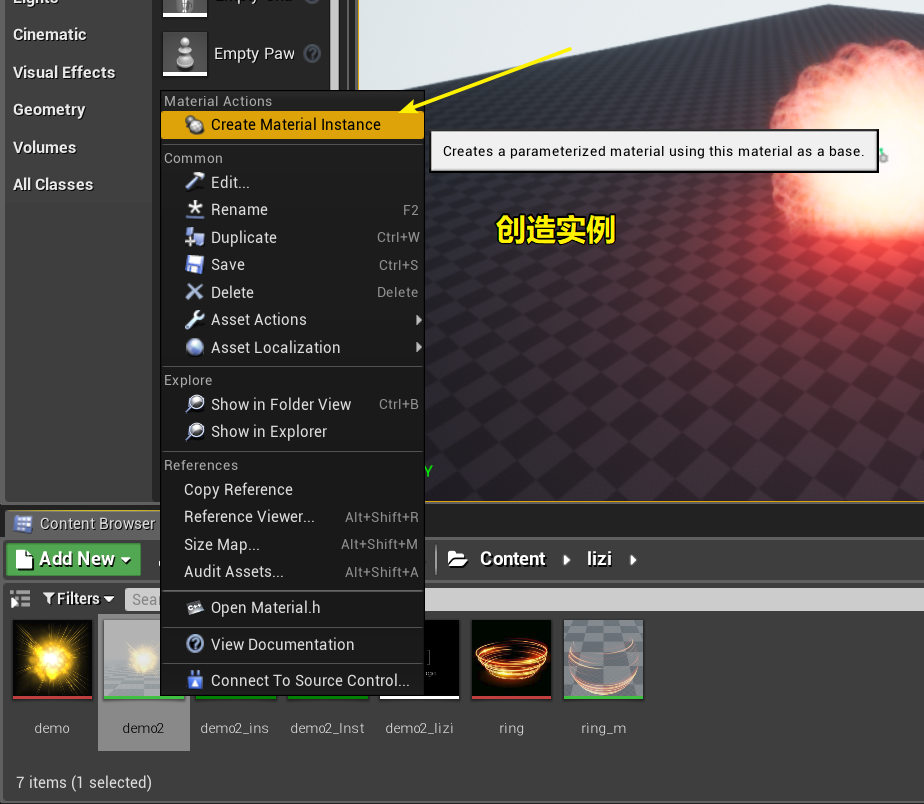 Lights
Cinematic
Visual Effects
Geometry
Volumes
All Classes
Empty Paw
Material Actions
Create Material Instance
Creates a parameterized material using this material as a base.
Common
Edit...
Rename F2
Duplicate Ctrl+W
Save Ctrl+S
Delete Delete
Asset Actions
Asset Localization
创造实例
Explore
Show in Folder View Ctrl+B
Show in Explorer
References
Copy Reference
Reference Viewer... Alt+Shift+R
Size Map... Alt+Shift+M
Audit Assets... Alt+Shift+A
Open Material.h
View Documentation
Connect To Source Control...
Y
Content Browser
Add New
Content lizi
Filters Sea
demo demo2 demo2_ins demo2_Inst demo2_lizi ring ring_m
7 items (1 selected)